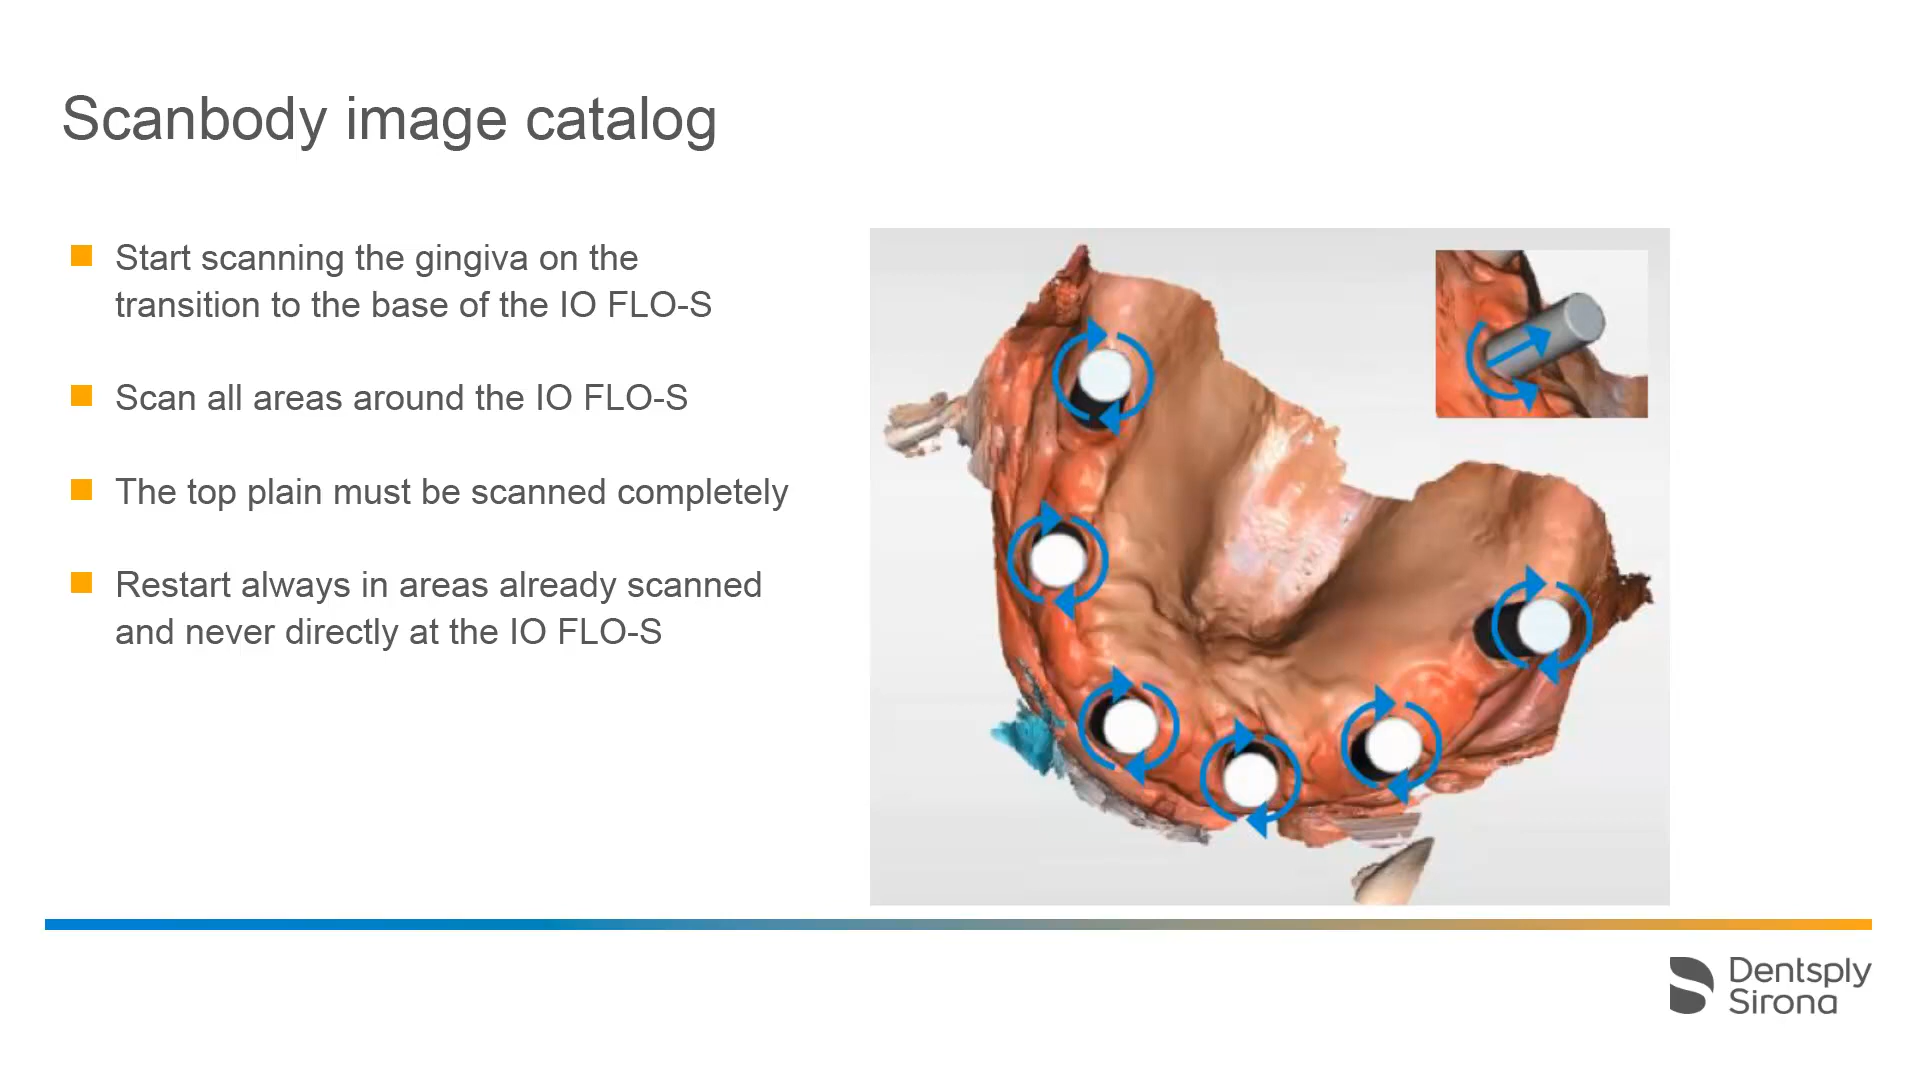 Scanbody image catalog
Start scanning the gingiva on the
transition to the base of the IO FLO-S
Scan all areas around the IO FLO-S
The top plain must be scanned completely
Restart always in areas already scanned
and never directly at the IO FLO-S
Dentsply
Sirona